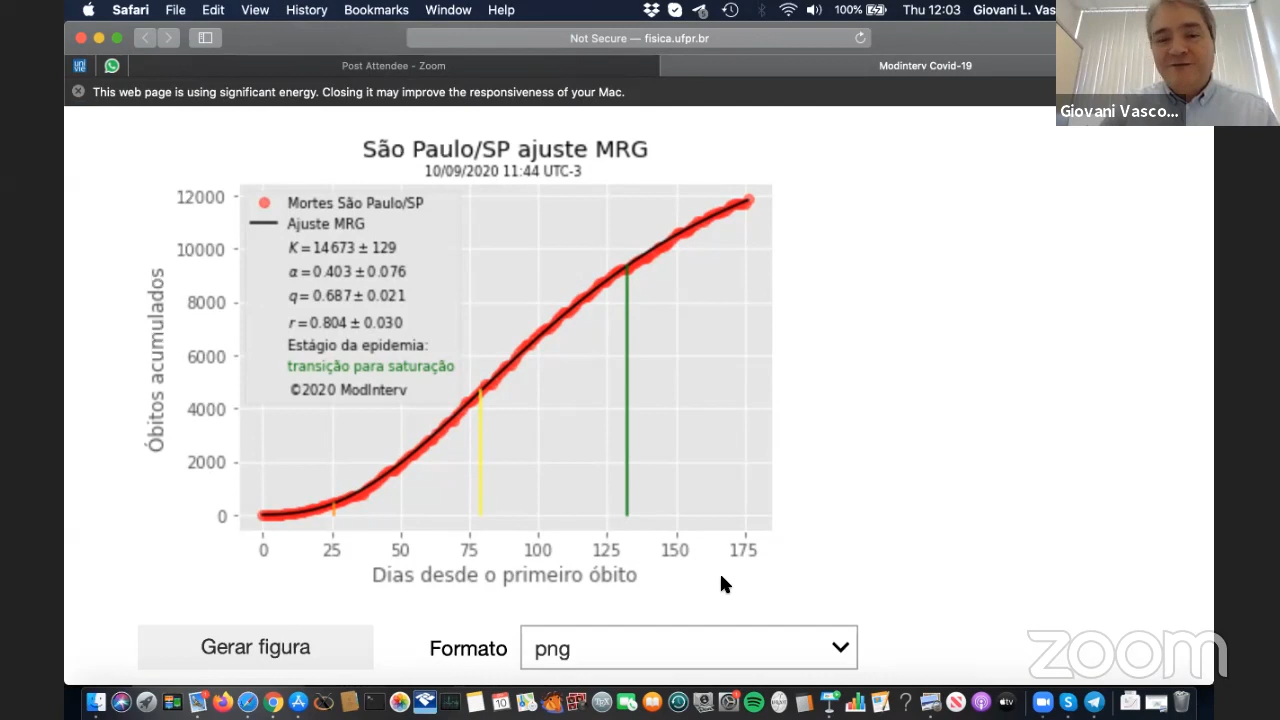 Safari File Edit View History Bookmarks Window Help 100% Thu 12:03 Giovani L. Vas
Not Secure — fisica.ufpr.br
Post Attendee - Zoom
Modinterv Covid-19
This web page is using significant energy. Closing it may improve the responsiveness of your Mac.
Giovani Vasco...
São Paulo/SP ajuste MRG
10/09/2020 11:44 UTC-3
Mortes São Paulo/SP
Ajuste MRG
K = 14673 ± 129
α = 0.403 ± 0.076
q = 0.687 ± 0.021
r = 0.804 ± 0.030
Estágio da epidemia:
transição para saturação
©2020 ModInterv
Óbitos acumulados
12000
10000
8000
6000
4000
2000
0
0 25 50 75 100 125 150 175
Dias desde o primeiro óbito
Gerar figura
Formato
png
zoom